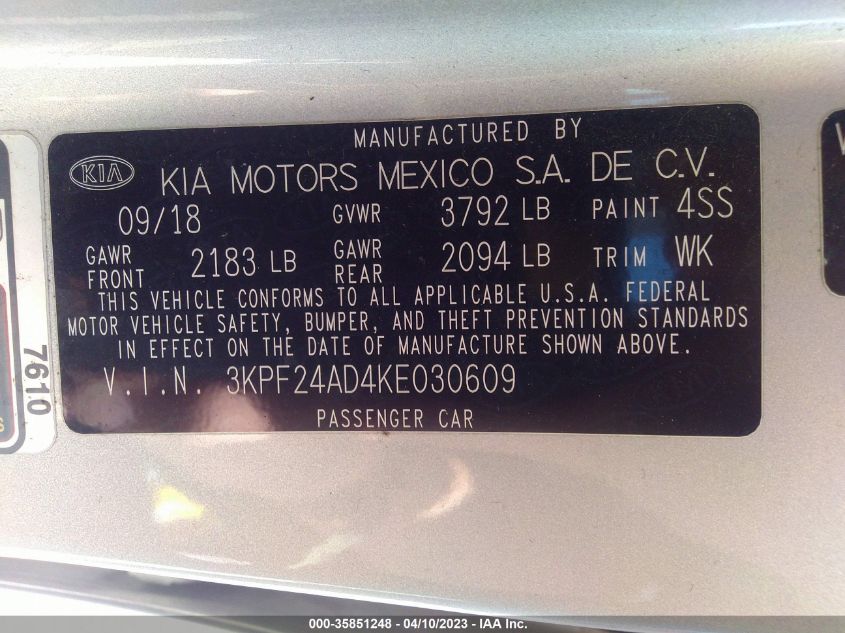 MANUFACTURED BY
KIA KIA MOTORS MEXICO S.A. DE C.V.
09/18 GVWR 3792 LB PAINT 4SS
GAWR FRONT 2183 LB GAWR REAR 2094 LB TRIM WK
THIS VEHICLE CONFORMS TO ALL APPLICABLE U.S.A. FEDERAL
MOTOR VEHICLE SAFETY, BUMPER, AND THEFT PREVENTION STANDARDS
IN EFFECT ON THE DATE OF MANUFACTURE SHOWN ABOVE.
V.I.N. 3KPF24AD4KE030609
PASSENGER CAR
7610
000-35851248 - 04/10/2023 - IAA Inc.